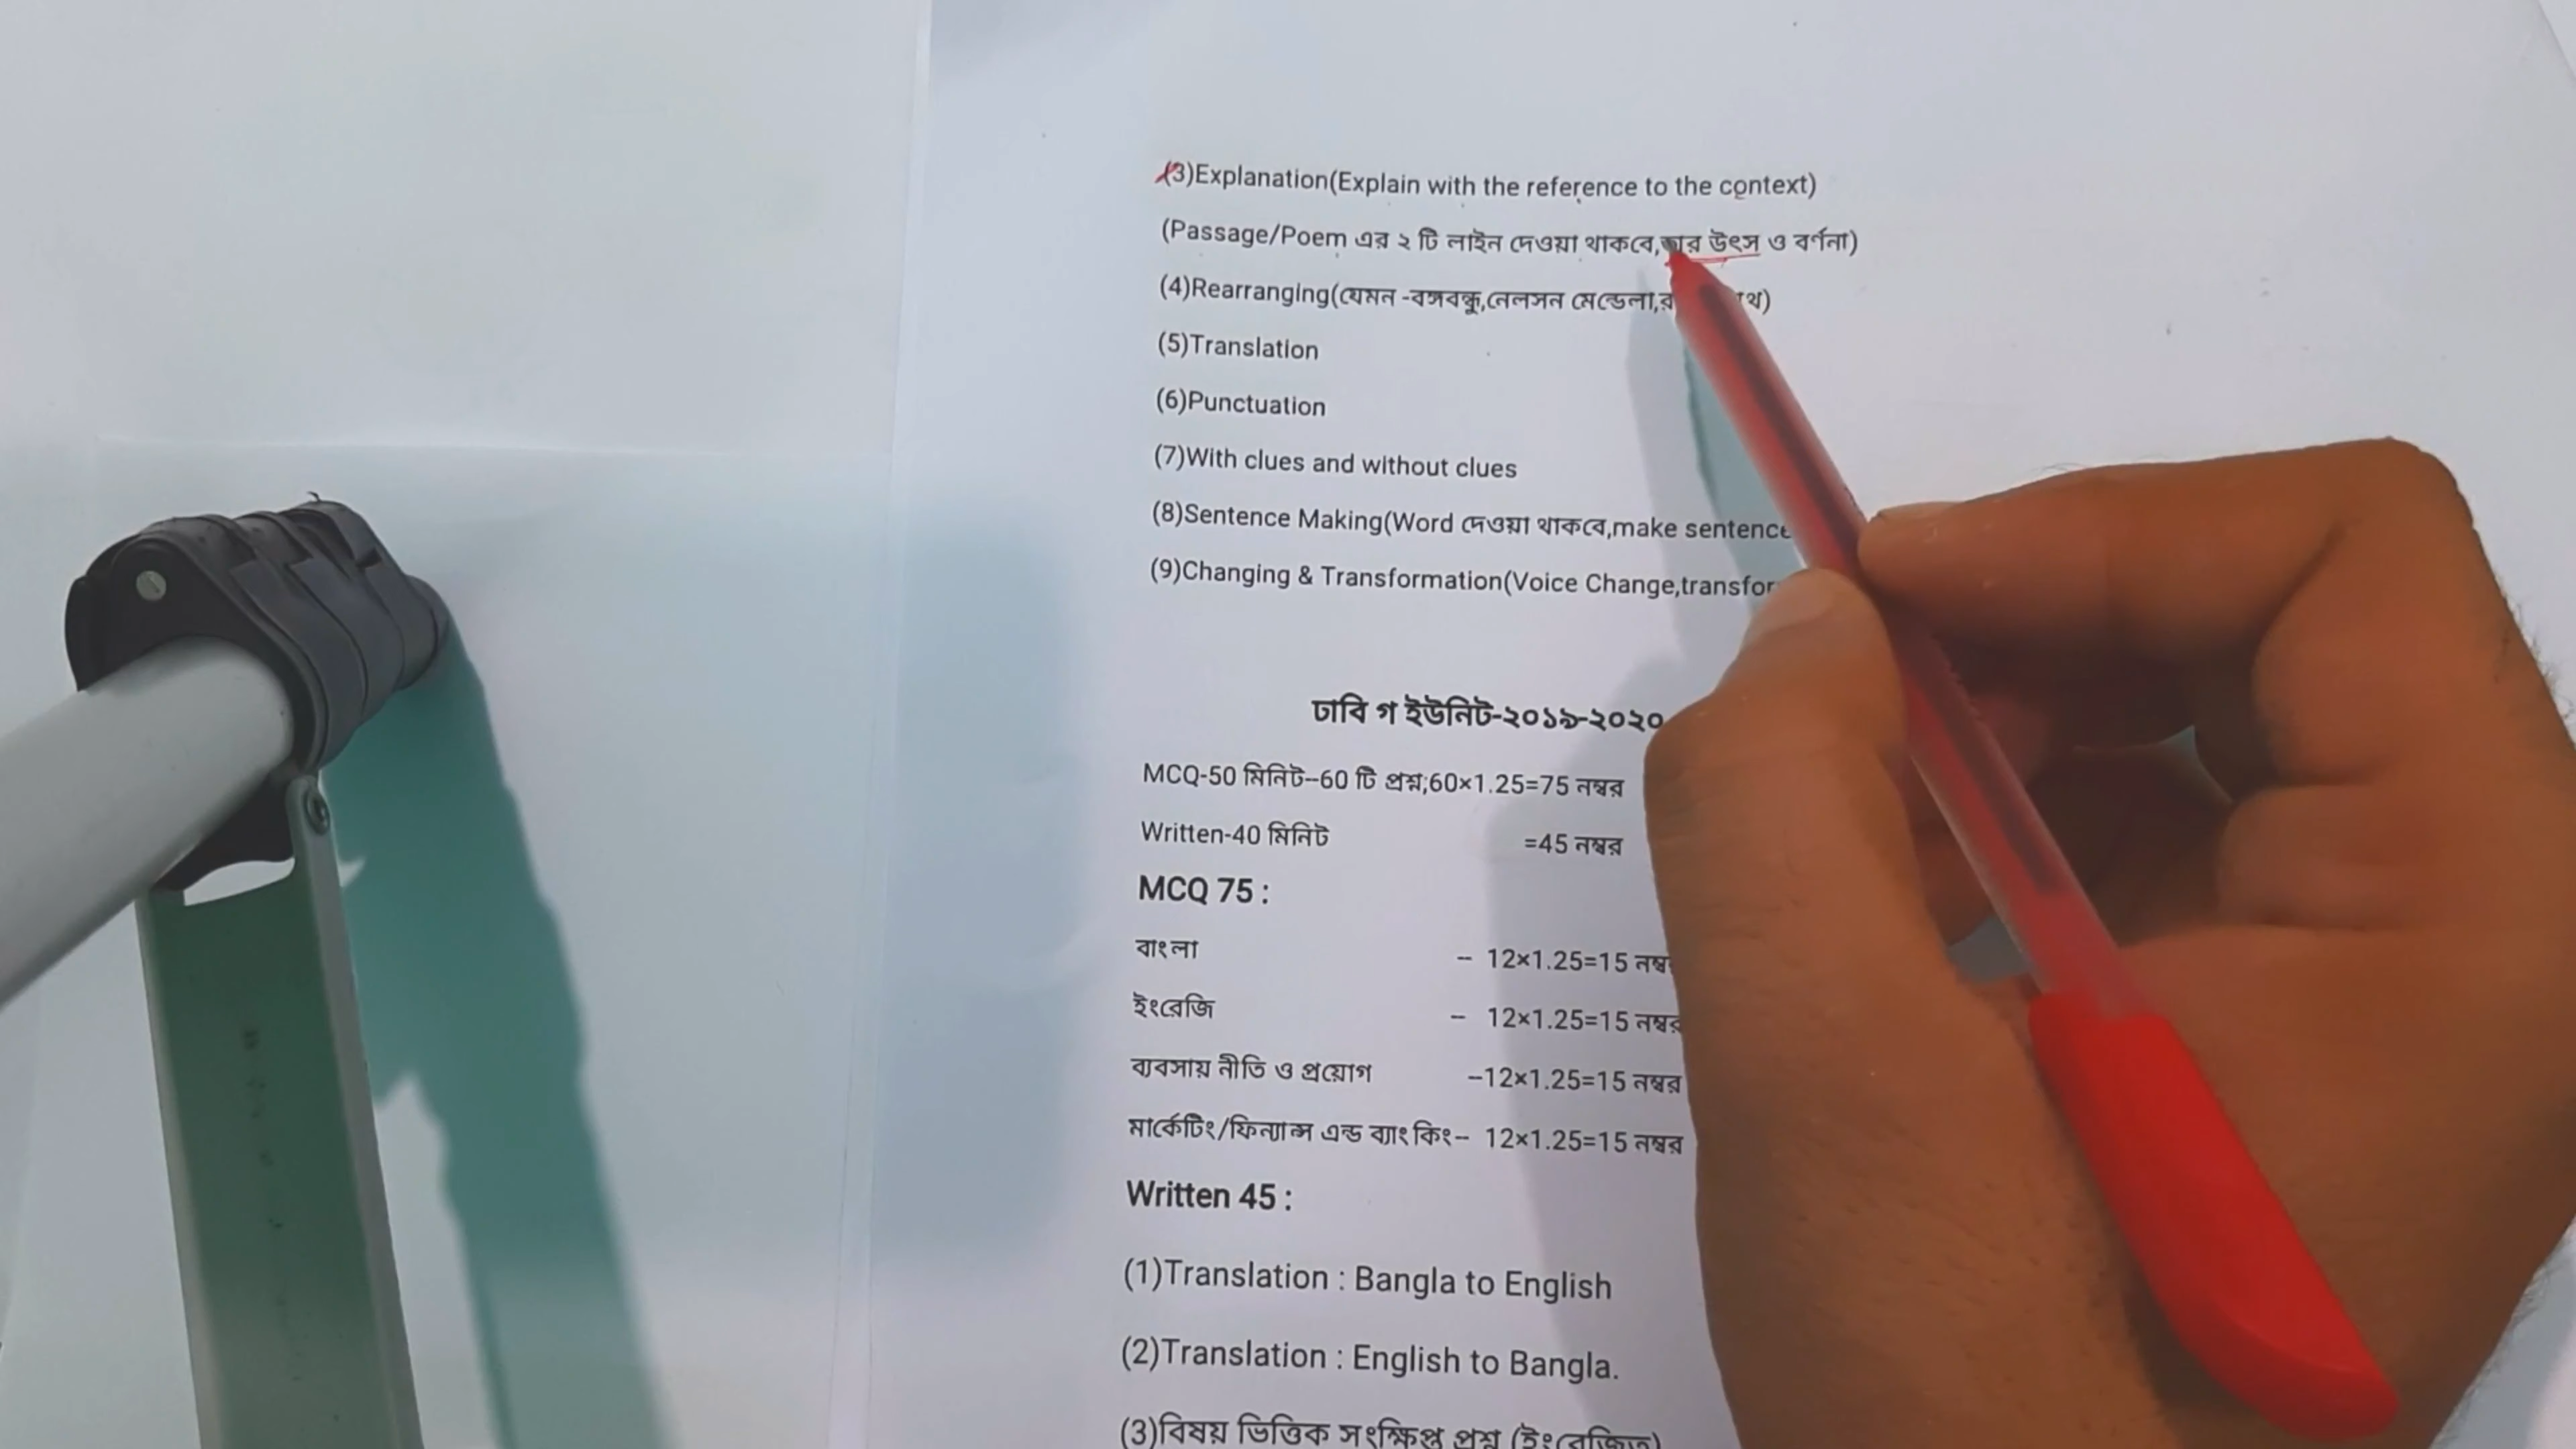 (3)Explanation(Explain with the reference to the context)
(Passage/Poem এর ২ টি লাইন দেওয়া থাকবে,তার উৎস ও বর্ণনা)
(4)Rearranging(যেমন -বঙ্গবন্ধু,নেলসন মেন্ডেলা,
(5)Translation
(6)Punctuation
(7)With clues and without clues
(8)Sentence Making(Word দেওয়া থাকবে,make sentence
(9)Changing & Transformation(Voice Change,
ঢাবি গ ইউনিট-২০১৯-২০২০
MCQ-50 মিনিট--60 টি প্রশ্ন;60×1.25=75 নম্বর
Written-40 মিনিট =45 নম্বর
MCQ 75 :
বাংলা -- 12×1.25=15 নম্বর
ইংরেজি -- 12×1.25=15 নম্বর
ব্যবসায় নীতি ও প্রয়োগ --12×1.25=15 নম্বর
মার্কেটিং/ফিন্যান্স এন্ড ব্যাংকিং-- 12×1.25=15 নম্বর
Written 45 :
(1)Translation : Bangla to English
(2)Translation : English to Bangla.
(3)বিষয় ভিত্তিক সংক্ষিপ্ত প্রশ্ন (ইংরেজিতে)